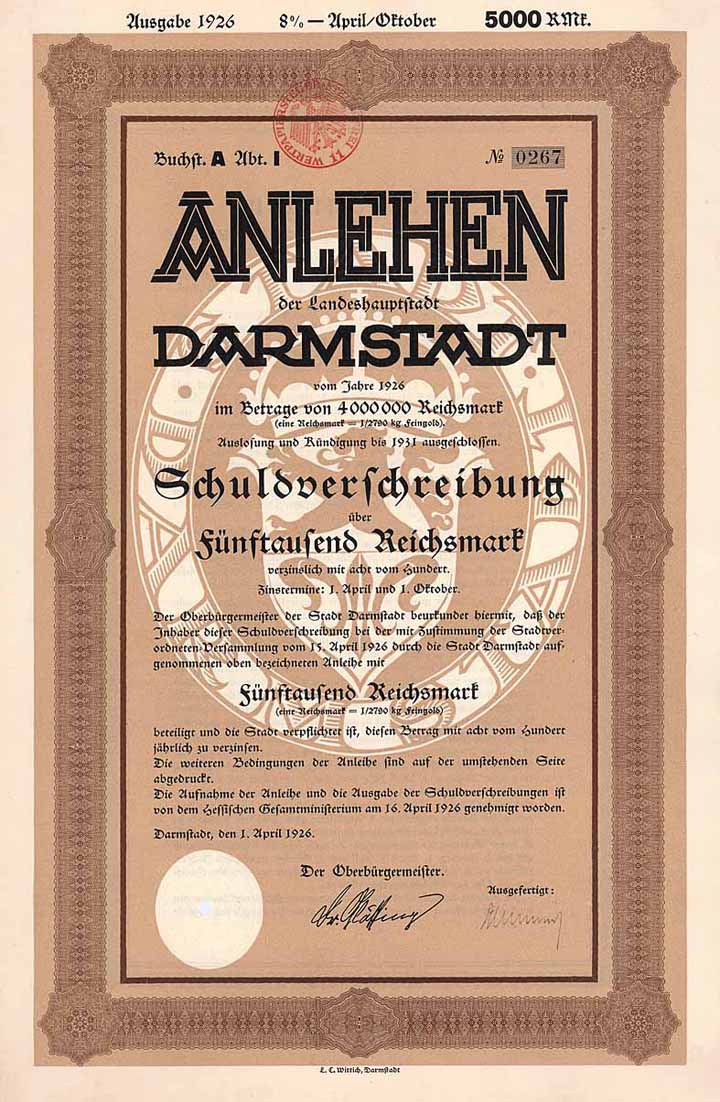 Ausgabe 1926 8% — April/Oktober 5000 RMk.
Buchst. A Abt. I № 0267
ANLEHEN
der Landeshauptstadt
DARMSTADT
vom Jahre 1926
im Betrage von 4000000 Reichsmark
(eine Reichsmark = 1/2790 kg Feingold).
Auslosung und Kündigung bis 1931 ausgeschlossen.
Schuldverschreibung
über
Fünftausend Reichsmark
verzinslich mit acht vom Hundert.
Zinstermine: 1. April und 1. Oktober.
Der Oberbürgermeister der Stadt Darmstadt beurkundet hiermit, daß der
Inhaber dieser Schuldverschreibung bei der mit Zustimmung der Stadtver-
ordneten-Versammlung vom 15. April 1926 durch die Stadt Darmstadt auf-
genommenen oben bezeichneten Anleihe mit
Fünftausend Reichsmark
(eine Reichsmark = 1/2790 kg Feingold)
beteiligt und die Stadt verpflichtet ist, diesen Betrag mit acht vom Hundert
jährlich zu verzinsen.
Die weiteren Bedingungen der Anleihe sind auf der umstehenden Seite
abgedruckt.
Die Aufnahme der Anleihe und die Ausgabe der Schuldverschreibungen ist
von dem Hessischen Gesamtministerium am 16. April 1926 genehmigt worden.
Darmstadt, den 1. April 1926.
Der Oberbürgermeister.
Ausgefertigt:
L. C. Wittich, Darmstadt